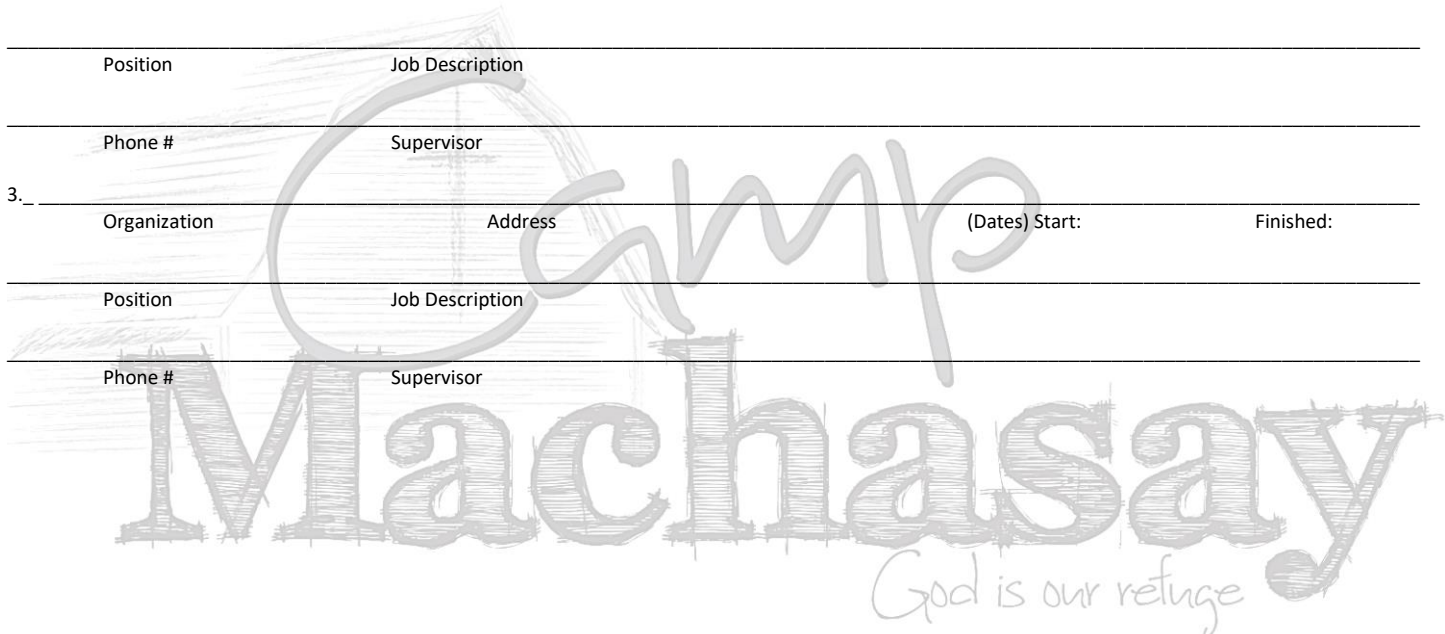 Position Job Description
Phone # Supervisor
3._ ___
Organization Address (Dates) Start: Finished:
Position Job Description
Phone # Supervisor
Camp
Machasay
God is our refuge